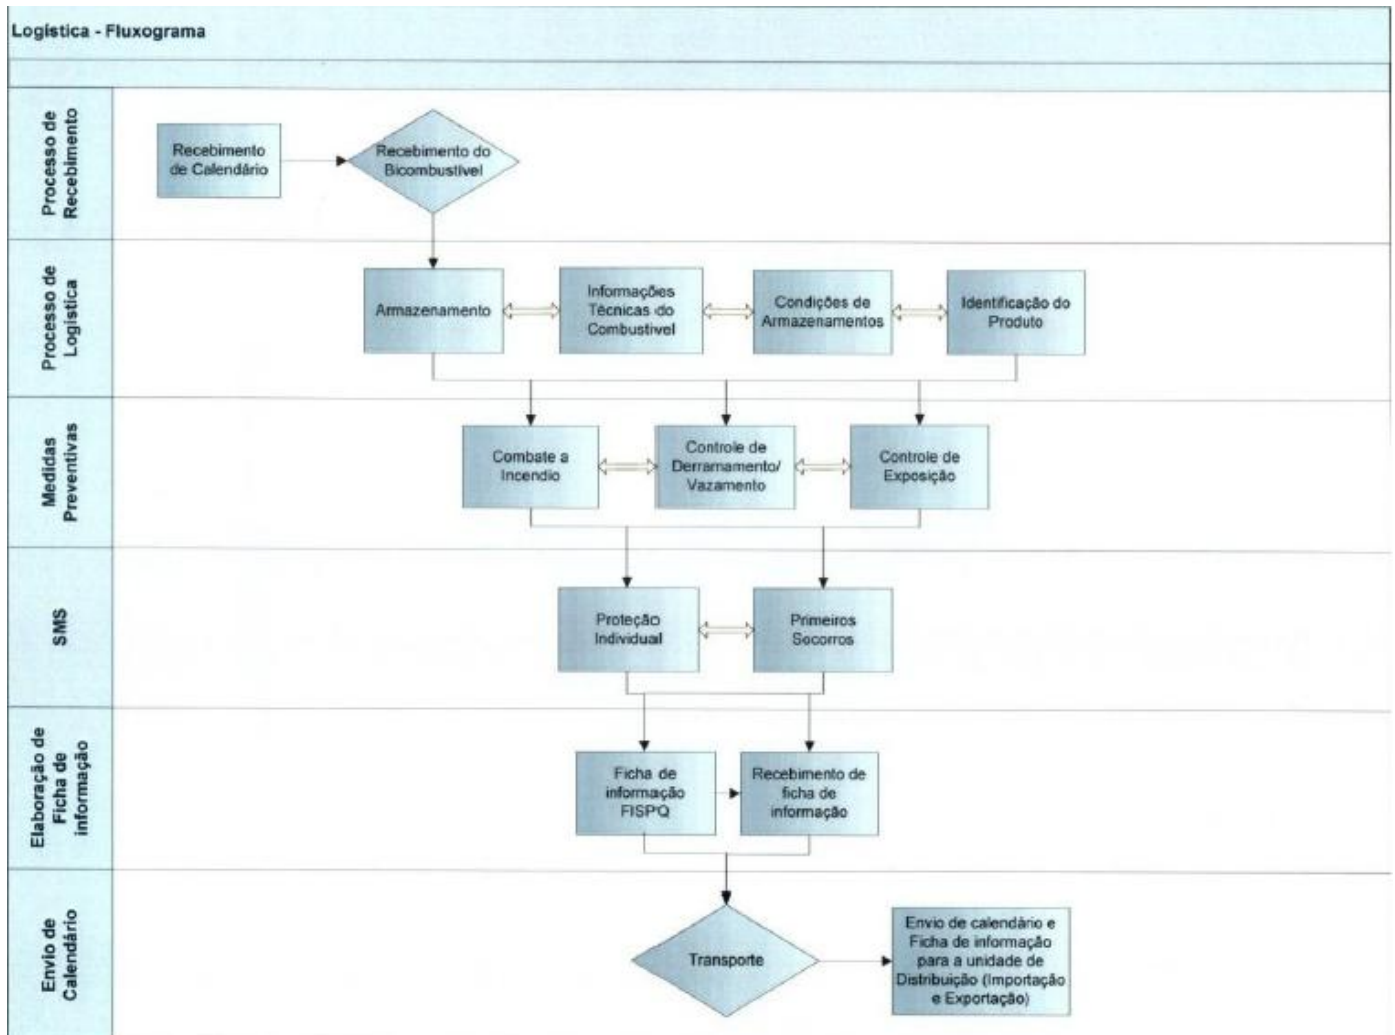 Logística - Fluxograma
Processo de
Recebimento
Recebimento
de Calendário
Recebimento do
Bicombustível
Processo de
Logística
Armazenamento
Informações
Técnicas do
Combustível
Condições de
Armazenamentos
Identificação do
Produto
Medidas
Preventivas
Combate a
Incendio
Controle de
Derramamento/
Vazamento
Controle de
Exposição
SMS
Proteção
Individual
Primeiros
Socorros
Elaboração de
Ficha de
informação
Ficha de
informação
FISPQ
Recebimento de
ficha de
informação
Envio de
Calendário
Transporte
Envio de calendário e
Ficha de informação
para a unidade de
Distribuição (Importação
e Exportação)